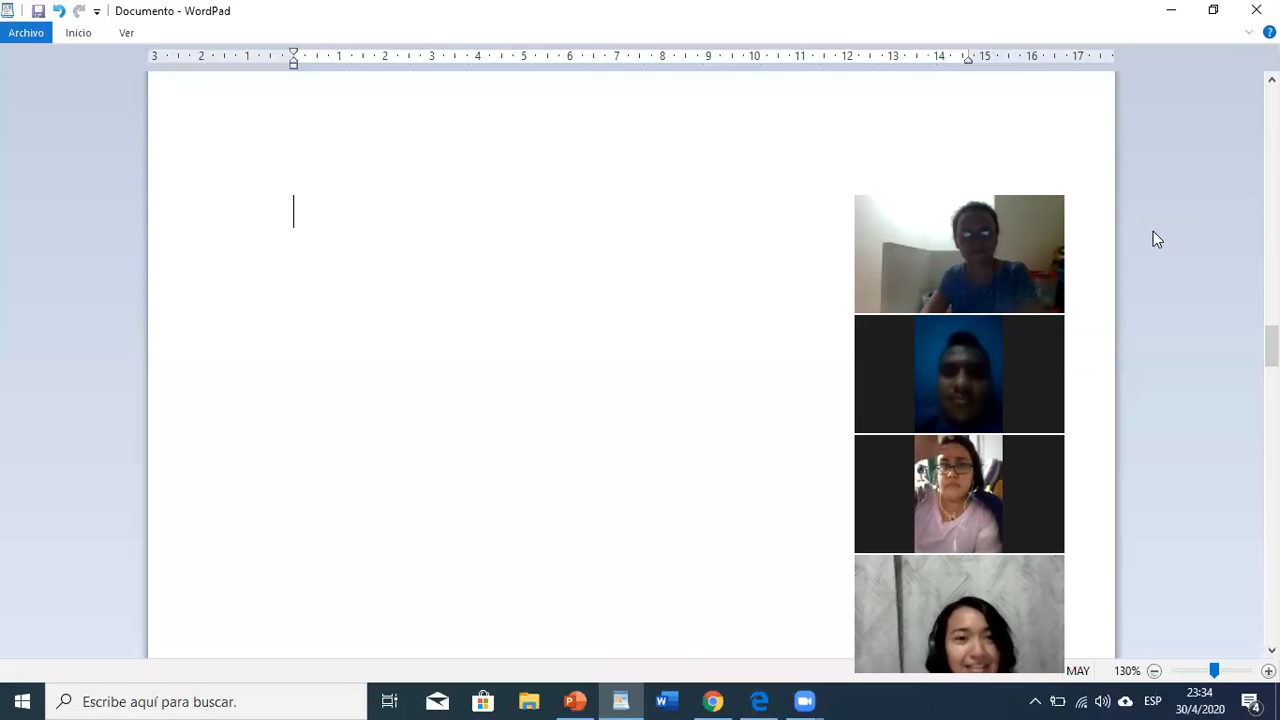 Documento - WordPad
Archivo Inicio Ver
3 2 1 1 2 3 4 5 6 7 8 9 10 11 12 13 14 15 16 17
MAY 130%
Escribe aquí para buscar.
ESP
23:34
30/4/2020
4